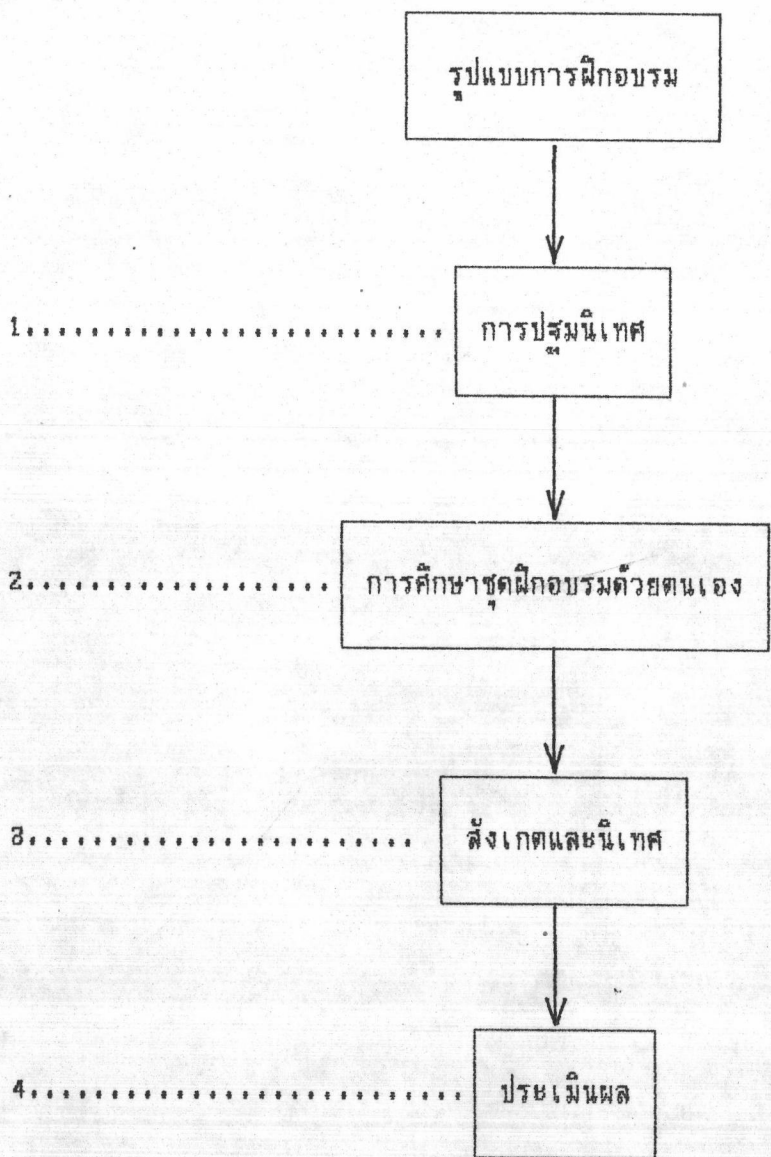 รูปแบบการฝึกอบรม
1.......................... การปฐมนิเทศ
2................... การศึกษาชุดฝึกอบรมด้วยตนเอง
3........................ สังเกตและนิเทศ
4........................... ประเมินผล